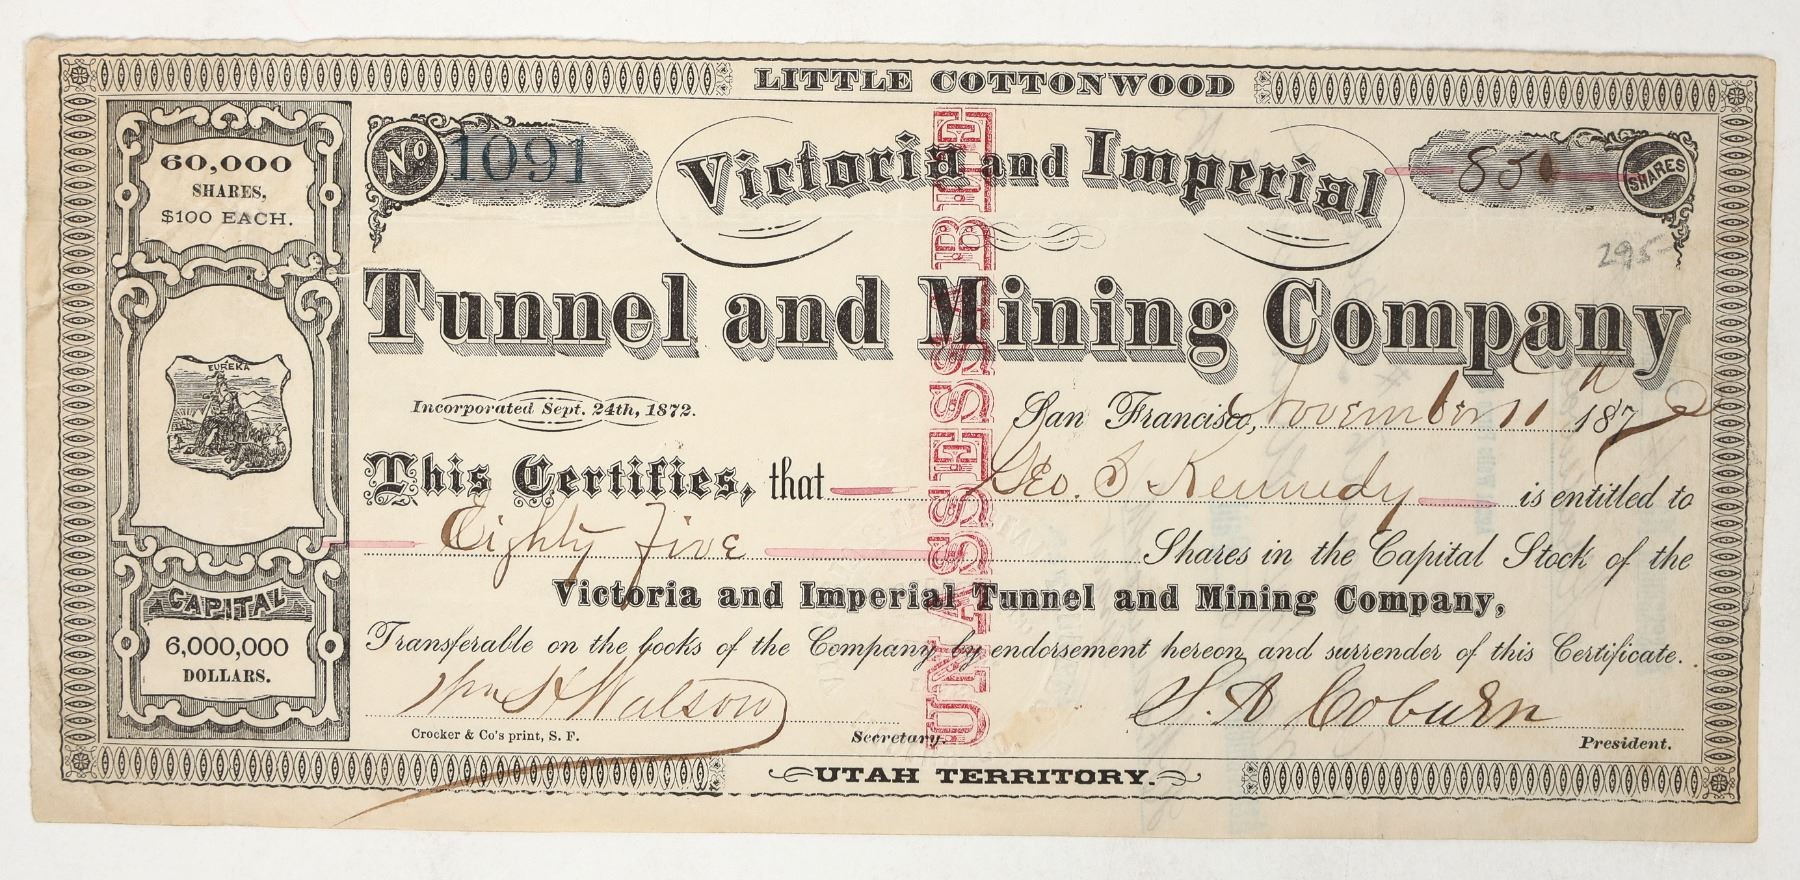 LITTLE COTTONWOOD
60,000
SHARES,
$100 EACH.
No 1091
Victoria and Imperial
850 SHARES
295-
Tunnel and Mining Company
EUREKA
Incorporated Sept. 24th, 1872.
San Francisco, November 11 1872
This Certifies, that Geo. S Kennedy is entitled to
Eighty Five Shares in the Capital Stock of the
Victoria and Imperial Tunnel and Mining Company,
CAPITAL
6,000,000
DOLLARS.
Transferable on the books of the Company by endorsement hereon and surrender of this Certificate.
Wm H Watson
S. A Coburn
Crocker & Co's print, S. F.
Secretary.
President.
UTAH TERRITORY.
UNASSESSABLE